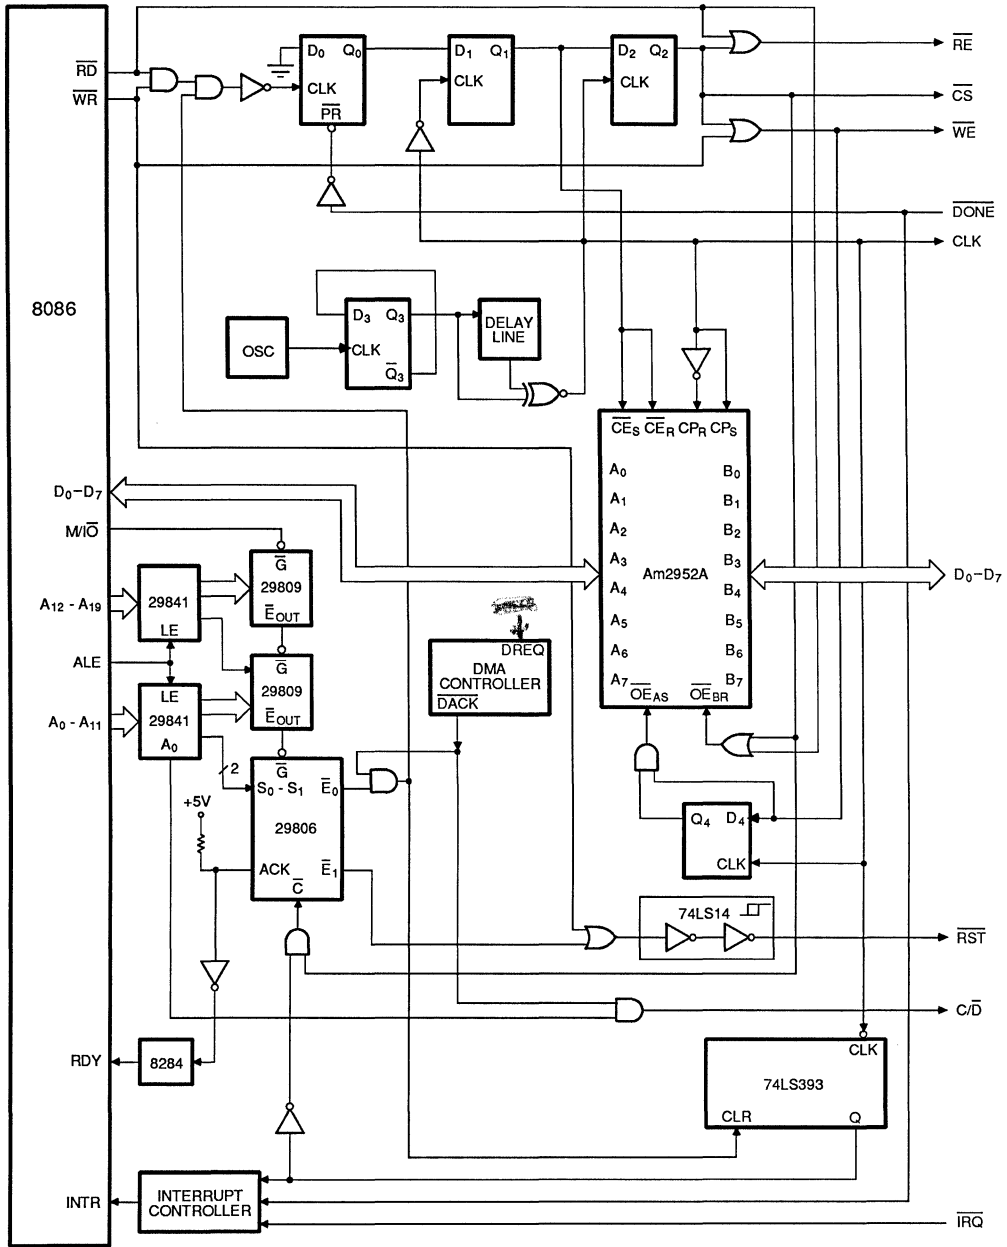 RD
WR
D0 Q0
CLK
PR
D1 Q1
CLK
D2 Q2
CLK
RE
CS
WE
DONE
CLK
8086
OSC
D3 Q3
CLK
Q3
DELAY
LINE
CES CER CPR CPS
A0 B0
A1 B1
A2 B2
A3 B3
Am2952A
A4 B4
A5 B5
A6 B6
A7 B7
OEAS OEBR
D0–D7
D0–D7
M/IO
G
29809
EOUT
A12 - A19
29841
LE
ALE
G
29809
EOUT
LE
29841
A0
A0 - A11
2
DREQ
DMA
CONTROLLER
DACK
+5V
G
S0 - S1 E0
29806
ACK E1
C
Q4 D4
CLK
74LS14
RST
C/D
RDY
8284
CLK
74LS393
CLR Q
INTR
INTERRUPT
CONTROLLER
IRQ